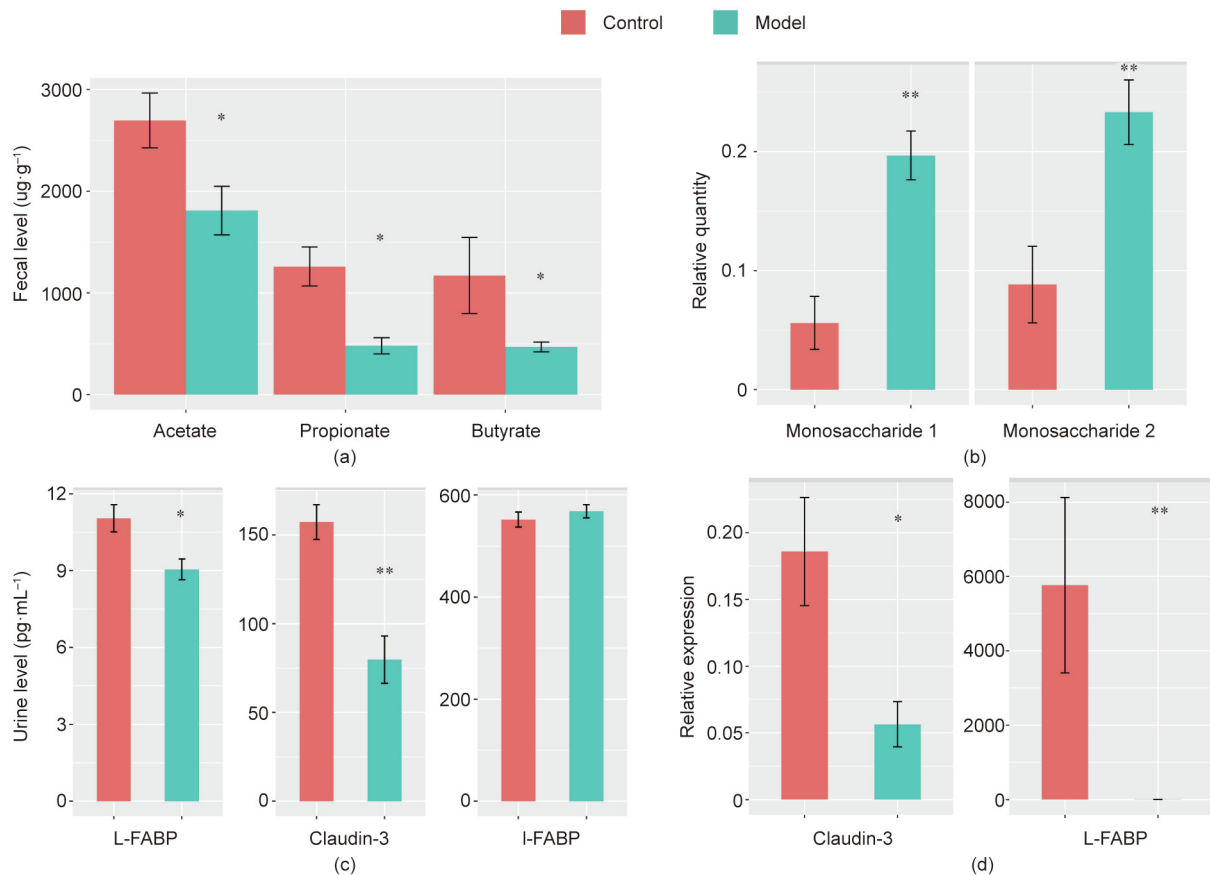 Control Model
3000
2000
1000
0
Fecal level (ug·g⁻¹)
*
*
*
Acetate Propionate Butyrate
(a)
0.2
0.1
0
Relative quantity
**
**
Monosaccharide 1 Monosaccharide 2
(b)
12
9
6
3
0
Urine level (pg·mL⁻¹)
*
L-FABP
150
100
50
0
**
Claudin-3
600
400
200
0
I-FABP
(c)
0.20
0.15
0.10
0.05
0
Relative expression
*
Claudin-3
8000
6000
4000
2000
0
**
L-FABP
(d)